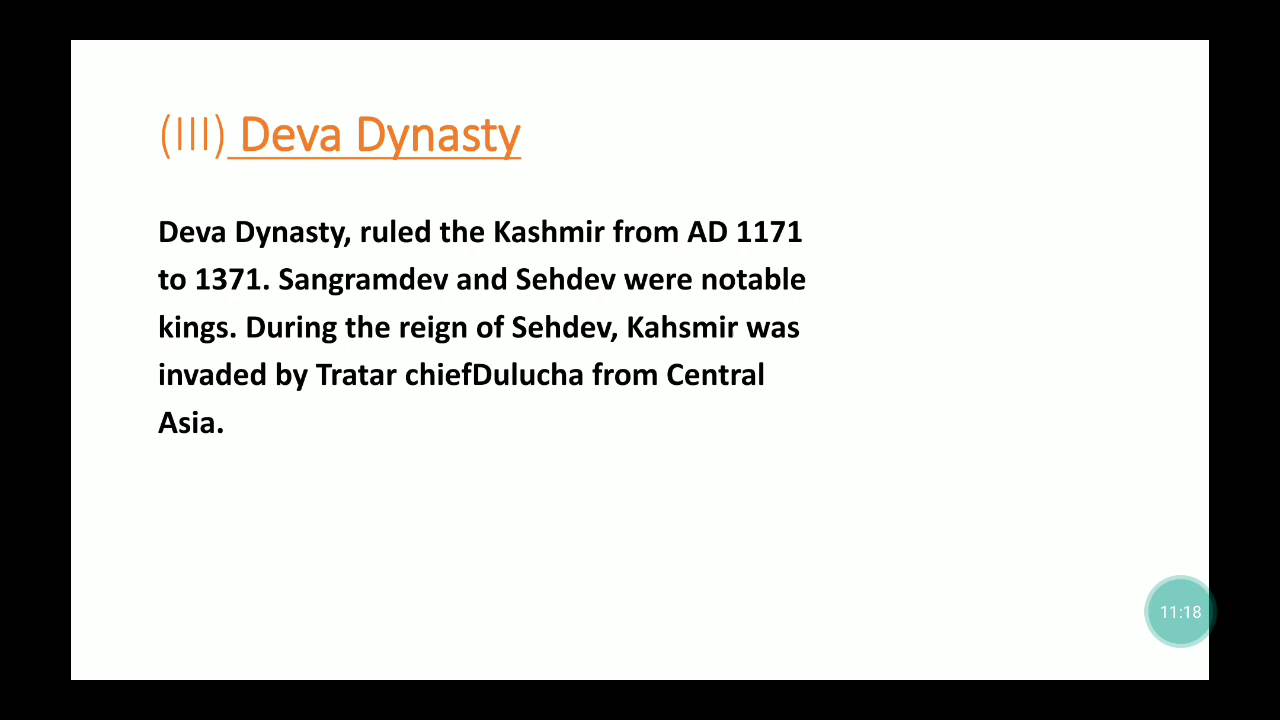 (III) Deva Dynasty
Deva Dynasty, ruled the Kashmir from AD 1171
to 1371. Sangramdev and Sehdev were notable
kings. During the reign of Sehdev, Kahsmir was
invaded by Tratar chiefDulucha from Central
Asia.
11:18